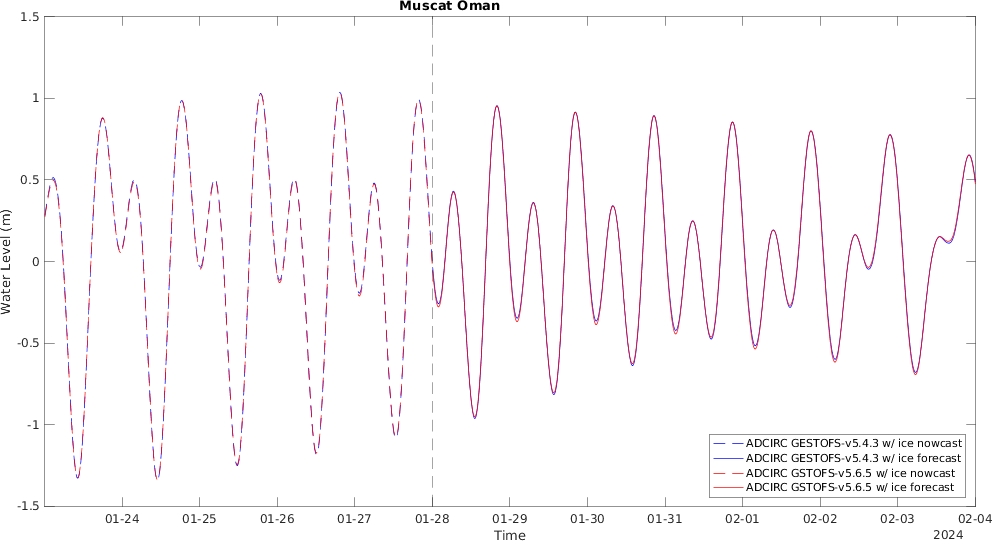 Muscat Oman
1.5
1
0.5
0
-0.5
-1
-1.5
Water Level (m)
ADCIRC GESTOFS-v5.4.3 w/ ice nowcast
ADCIRC GESTOFS-v5.4.3 w/ ice forecast
ADCIRC GSTOFS-v5.6.5 w/ ice nowcast
ADCIRC GSTOFS-v5.6.5 w/ ice forecast
01-24 01-25 01-26 01-27 01-28 01-29 01-30 01-31 02-01 02-02 02-03 02-04
Time
2024